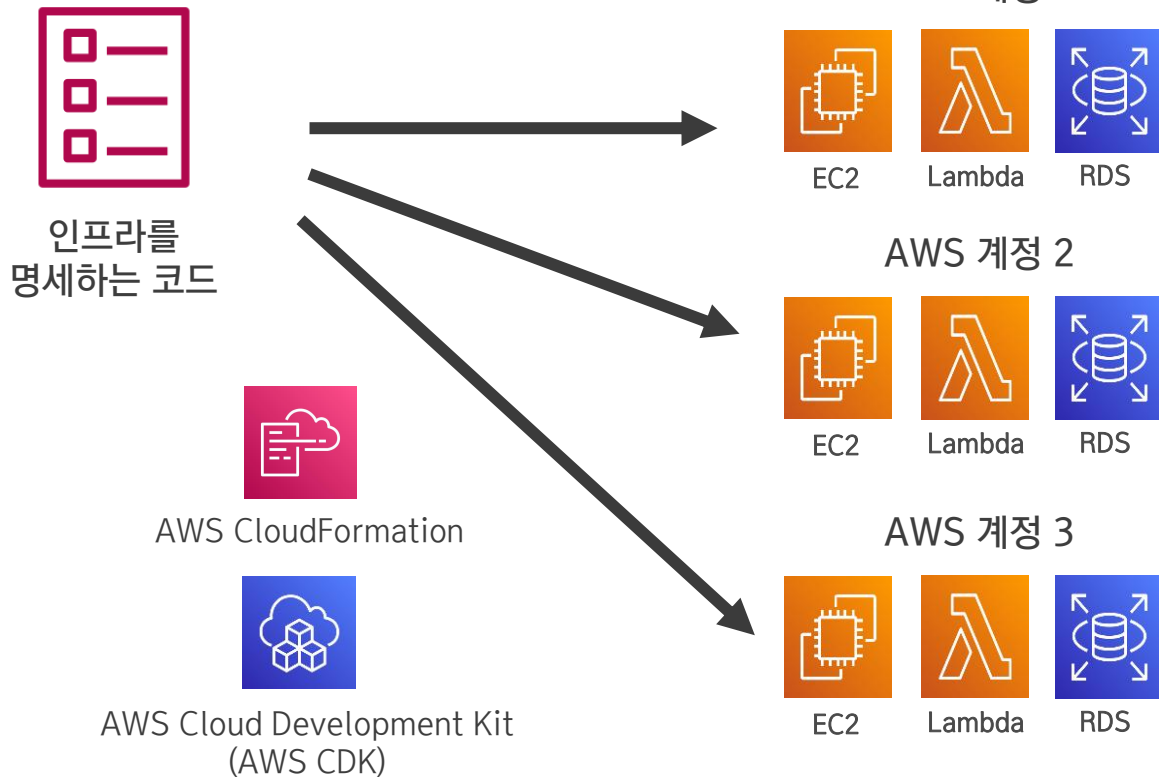 EC2
Lambda
RDS
인프라를
명세하는 코드
AWS 계정 2
EC2
Lambda
RDS
AWS CloudFormation
AWS 계정 3
AWS Cloud Development Kit
(AWS CDK)
EC2
Lambda
RDS